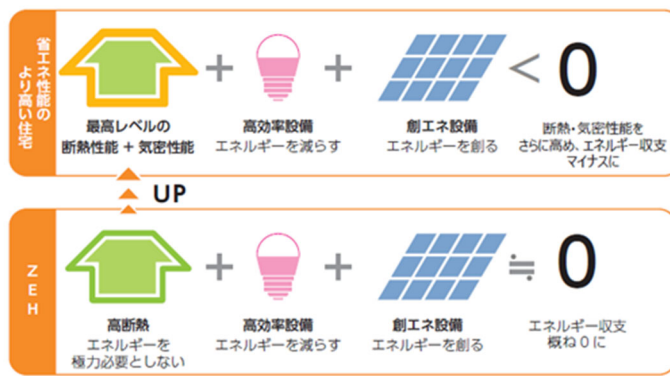 省エネ性能の
より高い住宅
+
+
< 0
最高レベルの
断熱性能 + 気密性能
高効率設備
エネルギーを減らす
創エネ設備
エネルギーを創る
断熱・気密性能を
さらに高め、エネルギー収支
マイナスに
UP
ZEH
+
+
≒ 0
高断熱
エネルギーを
極力必要としない
高効率設備
エネルギーを減らす
創エネ設備
エネルギーを創る
エネルギー収支
概ね0に